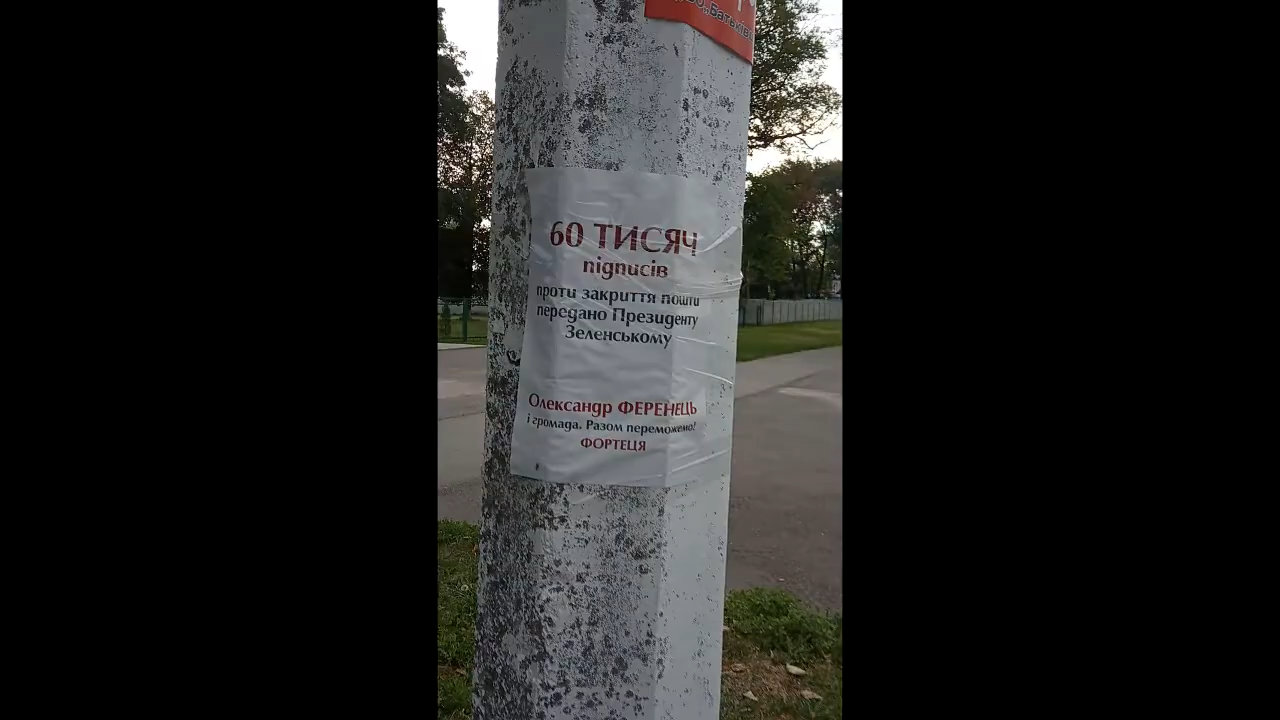 60 ТИСЯЧ
підписів
проти закриття пошти
передано Президенту
Зеленському
Олександр ФЕРЕНЕЦЬ
і громада. Разом переможемо!
ФОРТЕЦЯ